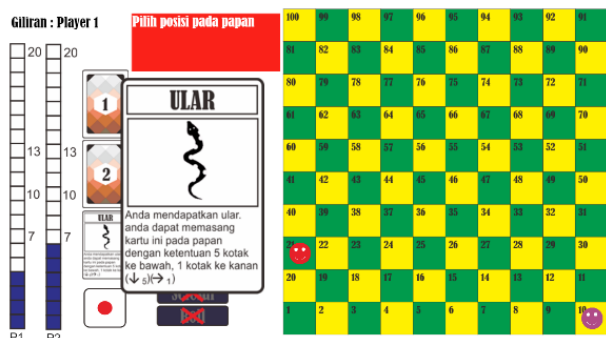 Giliran : Player 1
Pilih posisi pada papan
20 20
13 13
10 10
7 7
1
2
ULAR
ULAR
Anda mendapatkan ular.
anda dapat memasang
kartu ini pada papan
dengan ketentuan 5 kotak
ke bawah, 1 kotak ke kanan
(↓ 5)(→ 1)
100 99 98 97 96 95 94 93 92 91
81 82 83 84 85 86 87 88 89 90
80 79 78 77 76 75 74 73 72 71
61 62 63 64 65 66 67 68 69 70
60 59 58 57 56 55 54 53 52 51
41 42 43 44 45 46 47 48 49 50
40 39 38 37 36 35 34 33 32 31
21 22 23 24 25 26 27 28 29 30
20 19 18 17 16 15 14 13 12 11
1 2 3 4 5 6 7 8 9 10
P1 P2